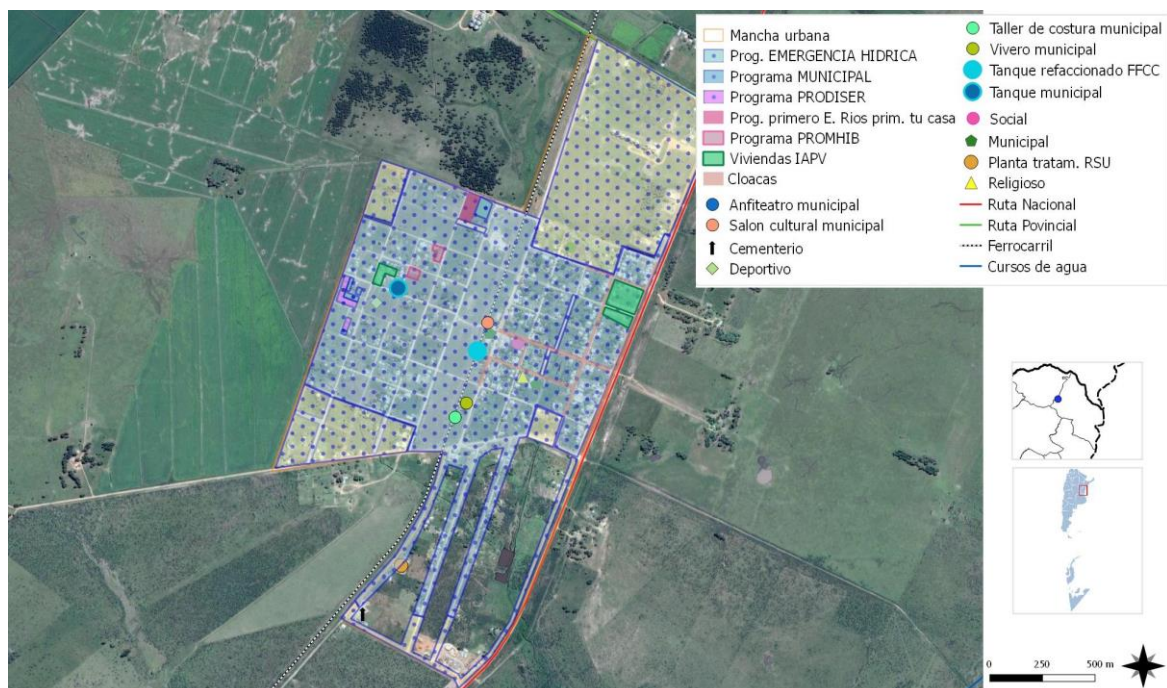 Mancha urbana
Prog. EMERGENCIA HIDRICA
Programa MUNICIPAL
Programa PRODISER
Prog. primero E. Rios prim. tu casa
Programa PROMHIB
Viviendas IAPV
Cloacas
Anfiteatro municipal
Salon cultural municipal
Cementerio
Deportivo
Taller de costura municipal
Vivero municipal
Tanque refaccionado FFCC
Tanque municipal
Social
Municipal
Planta tratam. RSU
Religioso
Ruta Nacional
Ruta Povincial
Ferrocarril
Cursos de agua
0 250 500 m